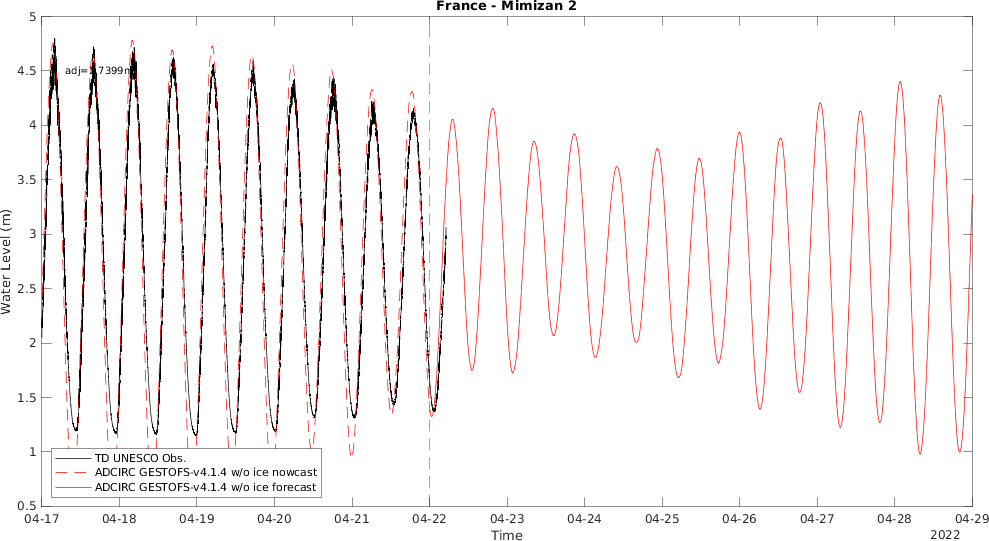 France - Mimizan 2
5
4.5
4
3.5
3
2.5
2
1.5
1
0.5
Water Level (m)
TD UNESCO Obs.
ADCIRC GESTOFS-v4.1.4 w/o ice nowcast
ADCIRC GESTOFS-v4.1.4 w/o ice forecast
04-17 04-18 04-19 04-20 04-21 04-22 04-23 04-24 04-25 04-26 04-27 04-28 04-29
Time
2022